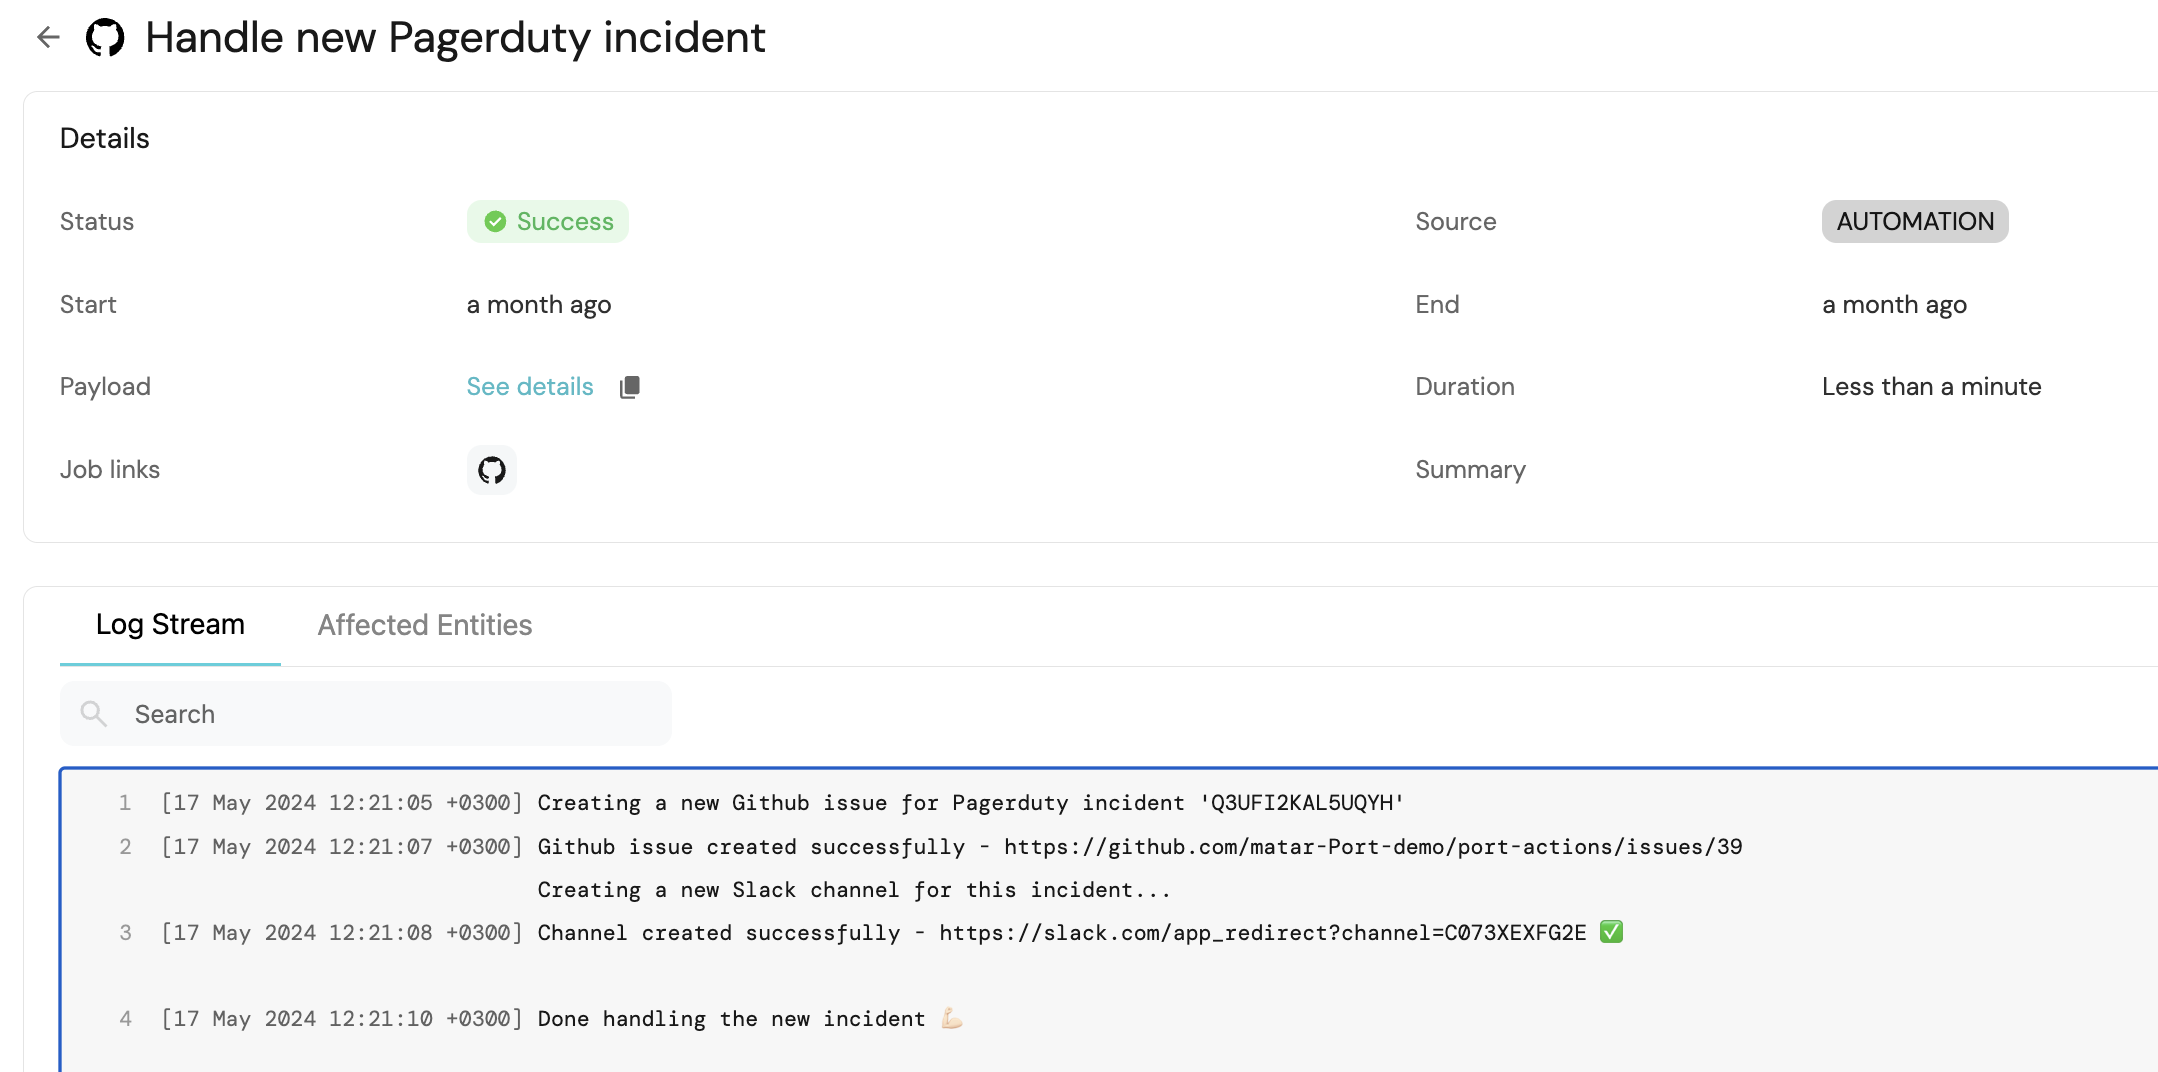 Handle new Pagerduty incident
Details
Status Success Source AUTOMATION
Start a month ago End a month ago
Payload See details Duration Less than a minute
Job links Summary
Log Stream Affected Entities
Search
1 [17 May 2024 12:21:05 +0300] Creating a new Github issue for Pagerduty incident 'Q3UFI2KAL5UQYH'
2 [17 May 2024 12:21:07 +0300] Github issue created successfully - https://github.com/matar-Port-demo/port-actions/issues/39
Creating a new Slack channel for this incident...
3 [17 May 2024 12:21:08 +0300] Channel created successfully - https://slack.com/app_redirect?channel=C073XEXFG2E ✅
4 [17 May 2024 12:21:10 +0300] Done handling the new incident 💪🏻